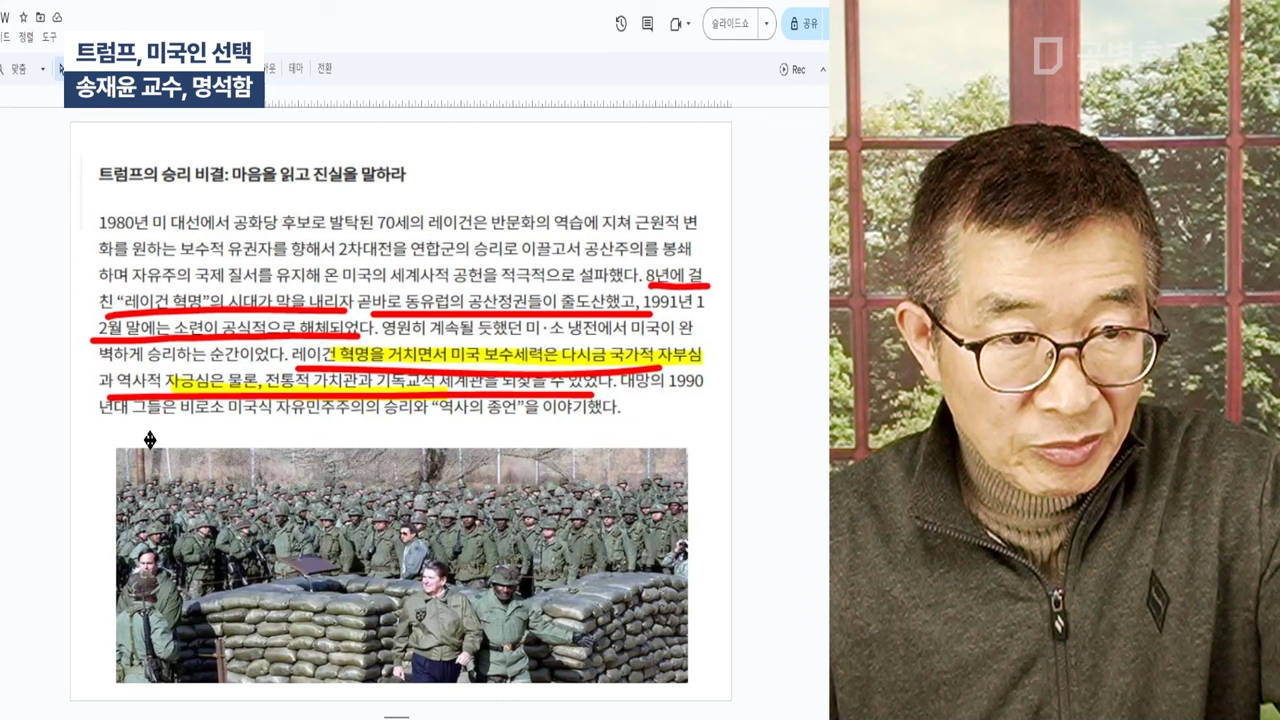 W
드 정렬 도구
슬라이드쇼
공유
트럼프, 미국인 선택
송재윤 교수, 명석함
맞춤
테마
전환
Rec
트럼프의 승리 비결: 마음을 읽고 진실을 말하라
1980년 미 대선에서 공화당 후보로 발탁된 70세의 레이건은 반문화의 역습에 지쳐 근원적 변
화를 원하는 보수적 유권자를 향해서 2차대전을 연합군의 승리로 이끌고서 공산주의를 봉쇄
하며 자유주의 국제 질서를 유지해 온 미국의 세계사적 공헌을 적극적으로 설파했다. 8년에 걸
친 “레이건 혁명”의 시대가 막을 내리자 곧바로 동유럽의 공산정권들이 줄도산했고, 1991년 1
2월 말에는 소련이 공식적으로 해체되었다. 영원히 계속될 듯했던 미·소 냉전에서 미국이 완
벽하게 승리하는 순간이었다. 레이건 혁명을 거치면서 미국 보수세력은 다시금 국가적 자부심
과 역사적 자긍심은 물론, 전통적 가치관과 기독교적 세계관을 되찾을 수 있었다. 대망의 1990
년대 그들은 비로소 미국식 자유민주주의의 승리와 “역사의 종언”을 이야기했다.
공병호TV